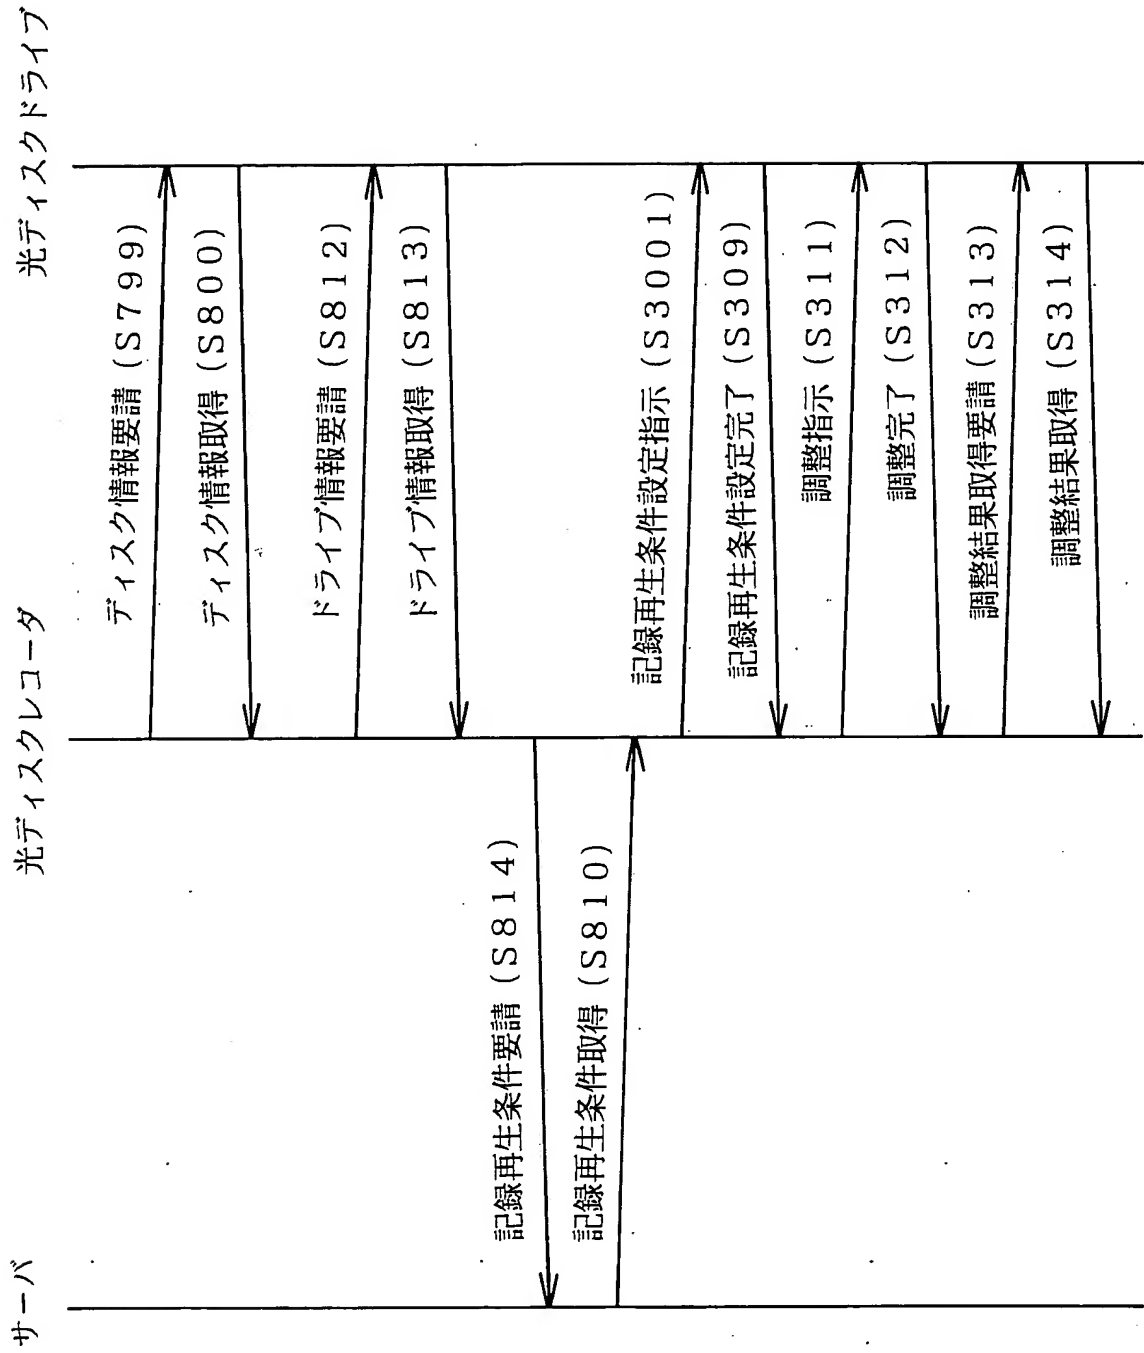 サーバ
光ディスクレコーダ
光ディスクドライブ
ディスク情報要請（S799）
ディスク情報取得（S800）
ドライブ情報要請（S812）
ドライブ情報取得（S813）
記録再生条件要請（S814）
記録再生条件取得（S810）
記録再生条件設定指示（S3001）
記録再生条件設定完了（S309）
調整指示（S311）
調整完了（S312）
調整結果取得要請（S313）
調整結果取得（S314）